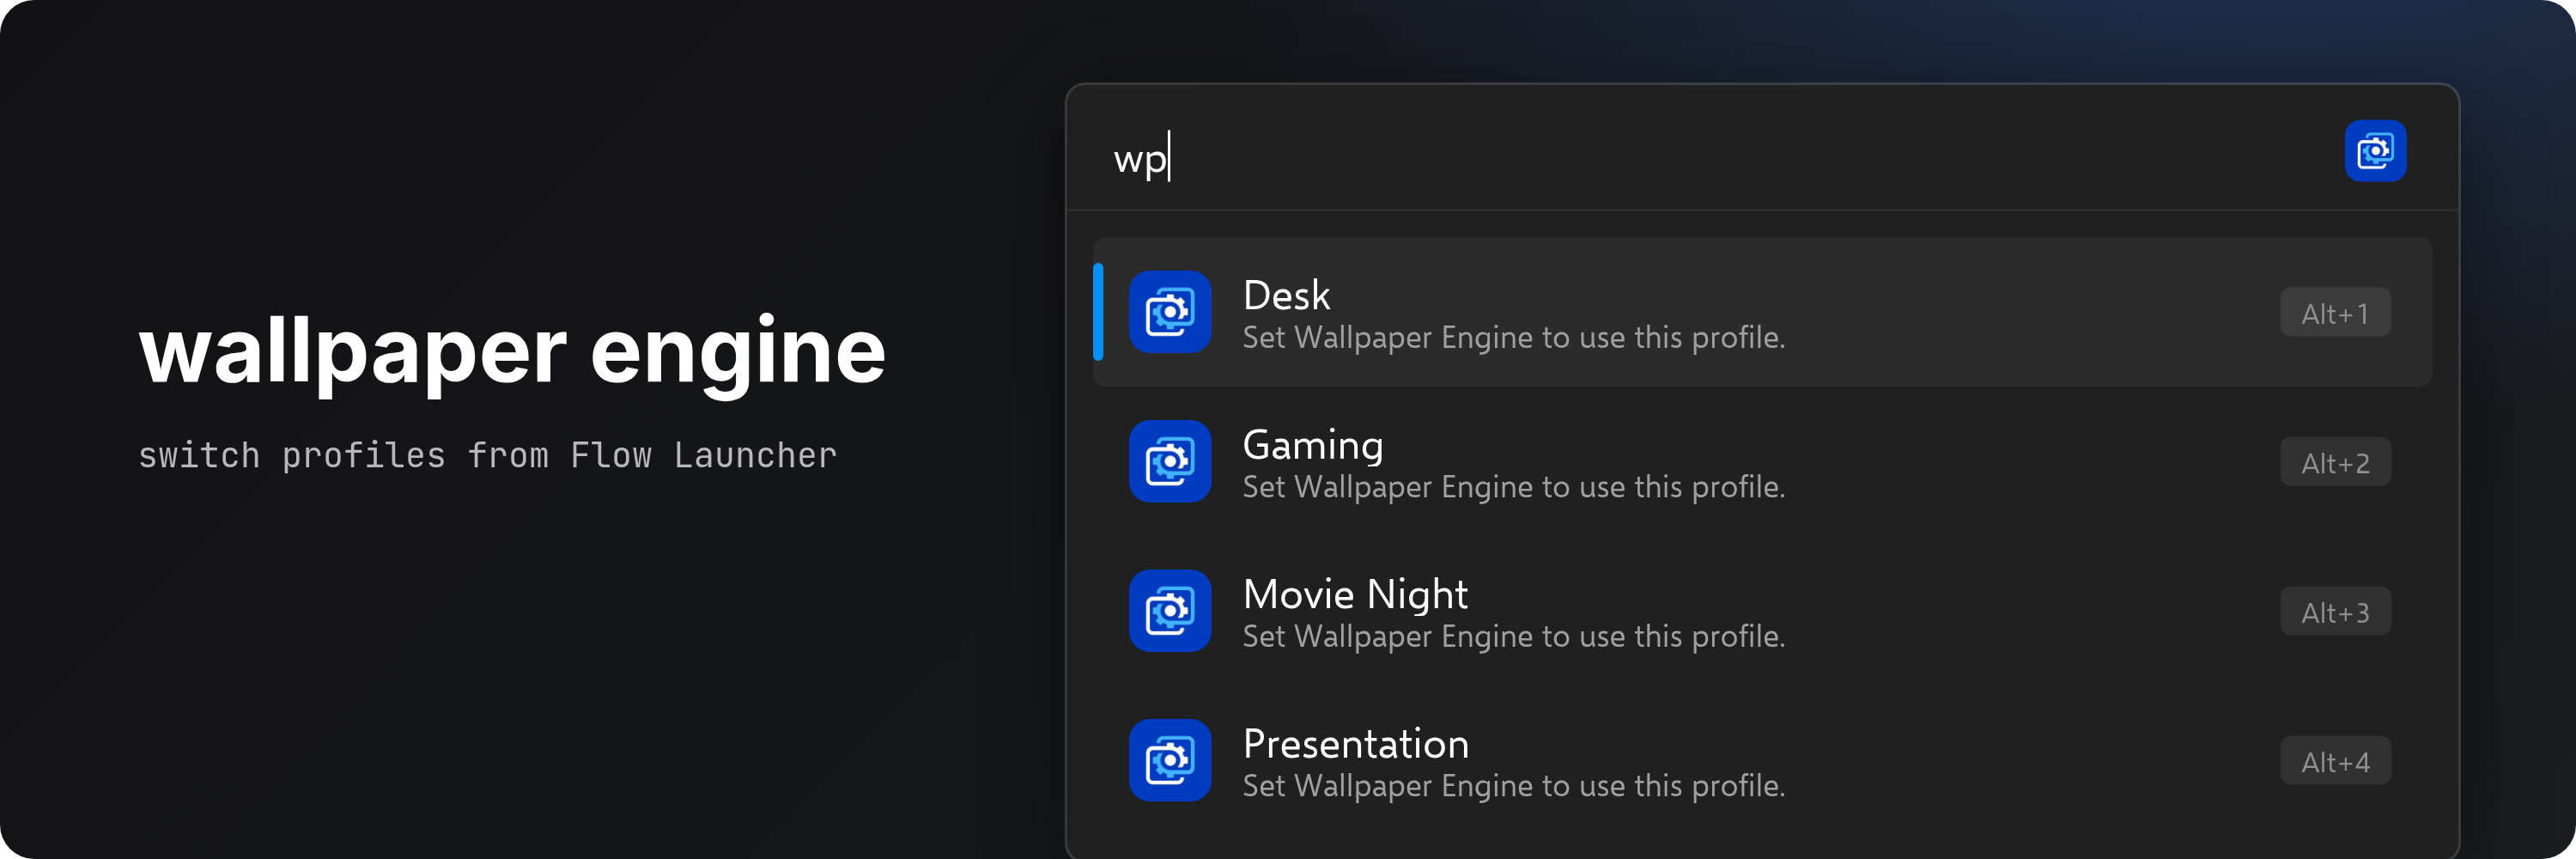 wallpaper engine
switch profiles from Flow Launcher
wp
Desk
Set Wallpaper Engine to use this profile.
Alt+1
Gaming
Set Wallpaper Engine to use this profile.
Alt+2
Movie Night
Set Wallpaper Engine to use this profile.
Alt+3
Presentation
Set Wallpaper Engine to use this profile.
Alt+4